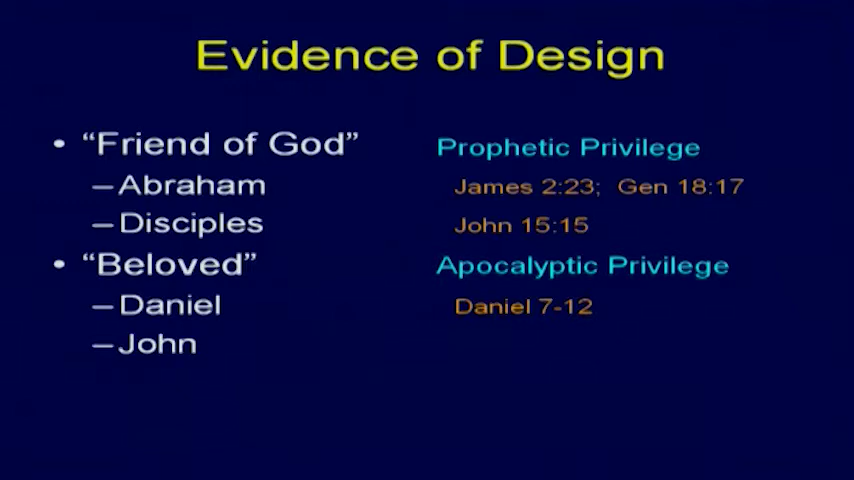 Evidence of Design
• “Friend of God” Prophetic Privilege
–Abraham James 2:23; Gen 18:17
–Disciples John 15:15
• “Beloved” Apocalyptic Privilege
–Daniel Daniel 7-12
–John